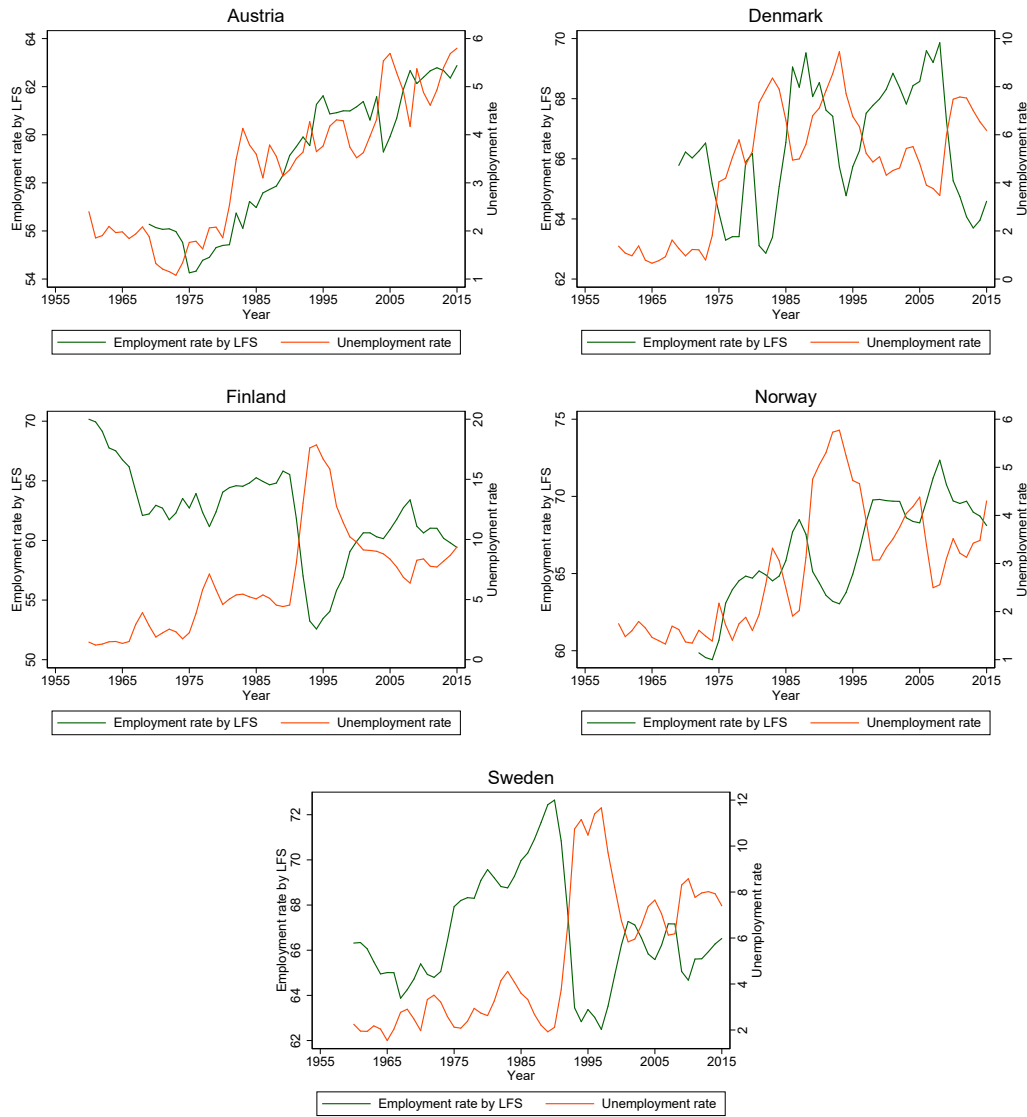 Austria
Employment rate by LFS
54 56 58 60 62 64
Unemployment rate
1 2 3 4 5 6
1955 1965 1975 1985 1995 2005 2015
Year
Employment rate by LFS Unemployment rate
Denmark
Employment rate by LFS
62 64 66 68 70
Unemployment rate
0 2 4 6 8 10
1955 1965 1975 1985 1995 2005 2015
Year
Employment rate by LFS Unemployment rate
Finland
Employment rate by LFS
50 55 60 65 70
Unemployment rate
0 5 10 15 20
1955 1965 1975 1985 1995 2005 2015
Year
Employment rate by LFS Unemployment rate
Norway
Employment rate by LFS
60 65 70 75
Unemployment rate
1 2 3 4 5 6
1955 1965 1975 1985 1995 2005 2015
Year
Employment rate by LFS Unemployment rate
Sweden
Employment rate by LFS
62 64 66 68 70 72
Unemployment rate
2 4 6 8 10 12
1955 1965 1975 1985 1995 2005 2015
Year
Employment rate by LFS Unemployment rate